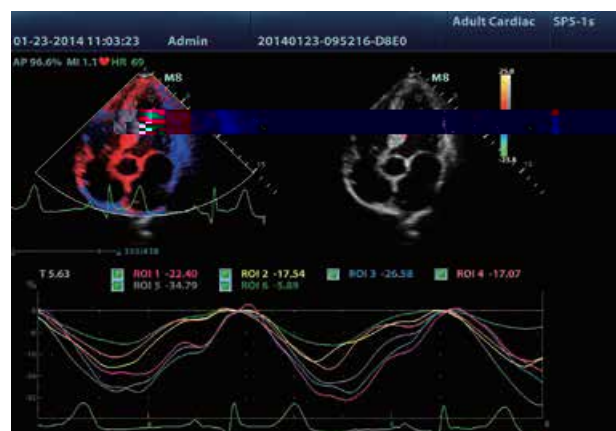 Adult Cardiac SP5-1s
01-23-2014 11:03:23 Admin 20140123-095216-D8E0
AP 96.6% MI 1.1 HR 69
M8 M8
T 5.63 ROI 1 -22.40 ROI 2 -17.54 ROI 3 -26.58 ROI 4 -17.07
ROI 5 -34.79 ROI 6 -5.89
%